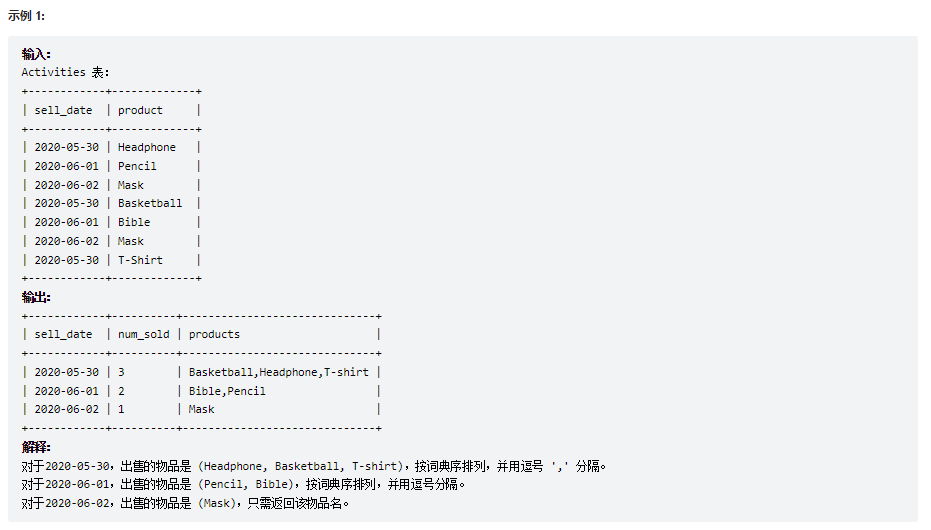 示例 1:
输入:
Activities 表:
+------------+-------------+
| sell_date  | product     |
+------------+-------------+
| 2020-05-30 | Headphone   |
| 2020-06-01 | Pencil      |
| 2020-06-02 | Mask        |
| 2020-05-30 | Basketball  |
| 2020-06-01 | Bible       |
| 2020-06-02 | Mask        |
| 2020-05-30 | T-Shirt     |
+------------+-------------+
输出:
+------------+----------+------------------------------+
| sell_date  | num_sold | products                     |
+------------+----------+------------------------------+
| 2020-05-30 | 3        | Basketball,Headphone,T-shirt |
| 2020-06-01 | 2        | Bible,Pencil                 |
| 2020-06-02 | 1        | Mask                         |
+------------+----------+------------------------------+
解释:
对于2020-05-30，出售的物品是 (Headphone, Basketball, T-shirt)，按词典序排列，并用逗号 ',' 分隔。
对于2020-06-01，出售的物品是 (Pencil, Bible)，按词典序排列，并用逗号分隔。
对于2020-06-02，出售的物品是 (Mask)，只需返回该物品名。